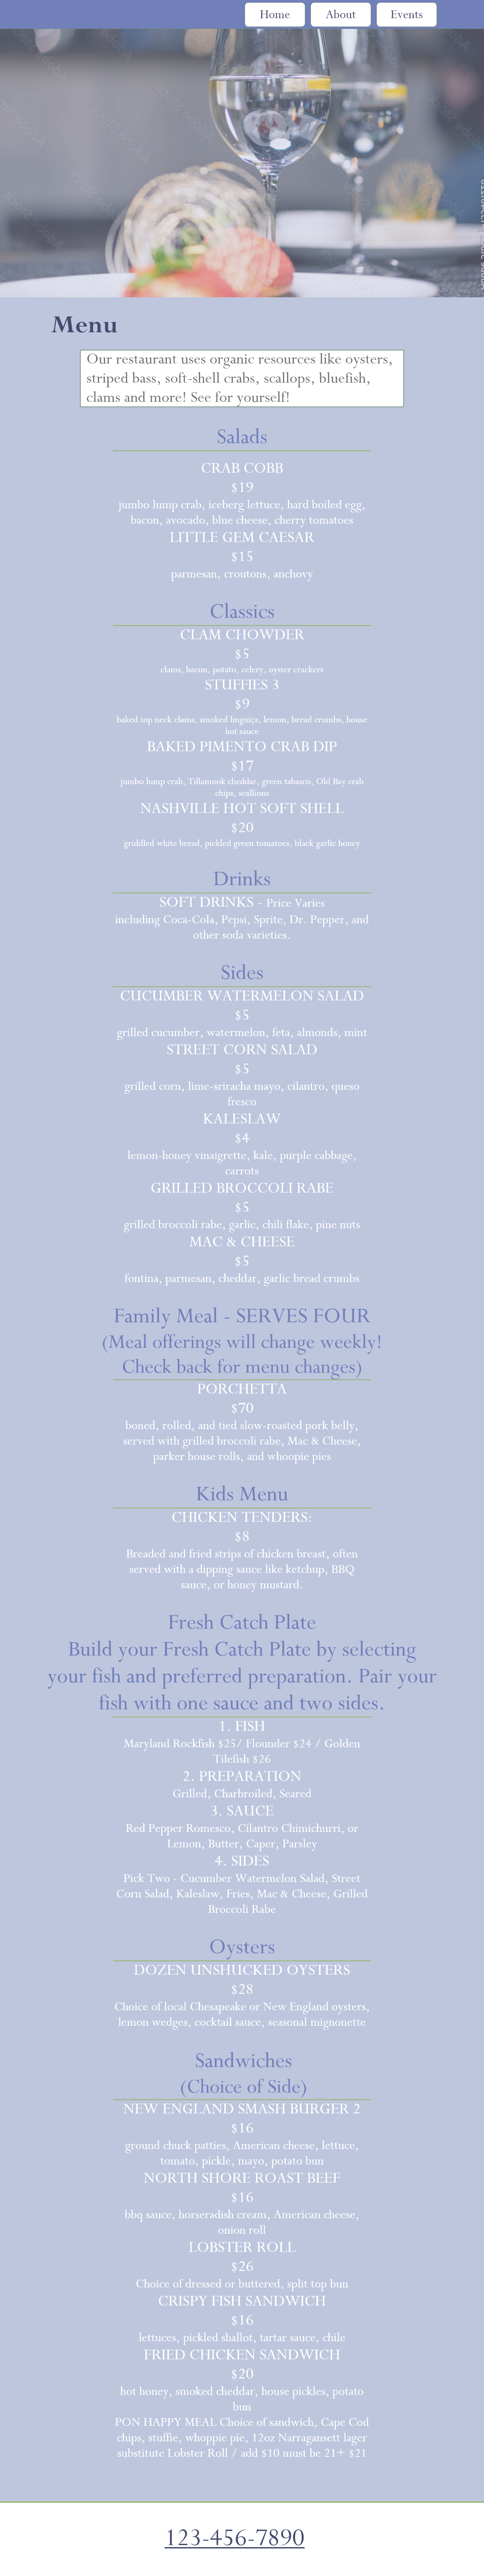 Home About Events
Menu
Our restaurant uses organic resources like oysters,
striped bass, soft-shell crabs, scallops, bluefish,
clams and more! See for yourself!
Salads
CRAB COBB
$19
jumbo lump crab, iceberg lettuce, hard boiled egg,
bacon, avocado, blue cheese, cherry tomatoes
LITTLE GEM CAESAR
$15
parmesan, croutons, anchovy
Classics
CLAM CHOWDER
$5
clams, bacon, potato, celery, oyster crackers
STUFFIES 3
$9
baked top neck clams, smoked linguiça, lemon, bread crumbs, house
hot sauce
BAKED PIMENTO CRAB DIP
$17
jumbo lump crab, Tillamook cheddar, green tabasco, Old Bay crab
chips, scallions
NASHVILLE HOT SOFT SHELL
$20
griddled white bread, pickled green tomatoes, black garlic honey
Drinks
SOFT DRINKS - Price Varies
including Coca-Cola, Pepsi, Sprite, Dr. Pepper, and
other soda varieties.
Sides
CUCUMBER WATERMELON SALAD
$5
grilled cucumber, watermelon, feta, almonds, mint
STREET CORN SALAD
$5
grilled corn, lime-sriracha mayo, cilantro, queso
fresco
KALESLAW
$4
lemon-honey vinaigrette, kale, purple cabbage,
carrots
GRILLED BROCCOLI RABE
$5
grilled broccoli rabe, garlic, chili flake, pine nuts
MAC & CHEESE
$5
fontina, parmesan, cheddar, garlic bread crumbs
Family Meal - SERVES FOUR
(Meal offerings will change weekly!
Check back for menu changes)
PORCHETTA
$70
boned, rolled, and tied slow-roasted pork belly,
served with grilled broccoli rabe, Mac & Cheese,
parker house rolls, and whoopie pies
Kids Menu
CHICKEN TENDERS:
$8
Breaded and fried strips of chicken breast, often
served with a dipping sauce like ketchup, BBQ
sauce, or honey mustard.
Fresh Catch Plate
Build your Fresh Catch Plate by selecting
your fish and preferred preparation. Pair your
fish with one sauce and two sides.
1. FISH
Maryland Rockfish $25/ Flounder $24 / Golden
Tilefish $26
2. PREPARATION
Grilled, Charbroiled, Seared
3. SAUCE
Red Pepper Romesco, Cilantro Chimichurri, or
Lemon, Butter, Caper, Parsley
4. SIDES
Pick Two - Cucumber Watermelon Salad, Street
Corn Salad, Kaleslaw, Fries, Mac & Cheese, Grilled
Broccoli Rabe
Oysters
DOZEN UNSHUCKED OYSTERS
$28
Choice of local Chesapeake or New England oysters,
lemon wedges, cocktail sauce, seasonal mignonette
Sandwiches
(Choice of Side)
NEW ENGLAND SMASH BURGER 2
$16
ground chuck patties, American cheese, lettuce,
tomato, pickle, mayo, potato bun
NORTH SHORE ROAST BEEF
$16
bbq sauce, horseradish cream, American cheese,
onion roll
LOBSTER ROLL
$26
Choice of dressed or buttered, split top bun
CRISPY FISH SANDWICH
$16
lettuces, pickled shallot, tartar sauce, chile
FRIED CHICKEN SANDWICH
$20
hot honey, smoked cheddar, house pickles, potato
bun
PON HAPPY MEAL Choice of sandwich, Cape Cod
chips, stuffie, whoppie pie, 12oz Narragansett lager
substitute Lobster Roll / add $10 must be 21+ $21
123-456-7890